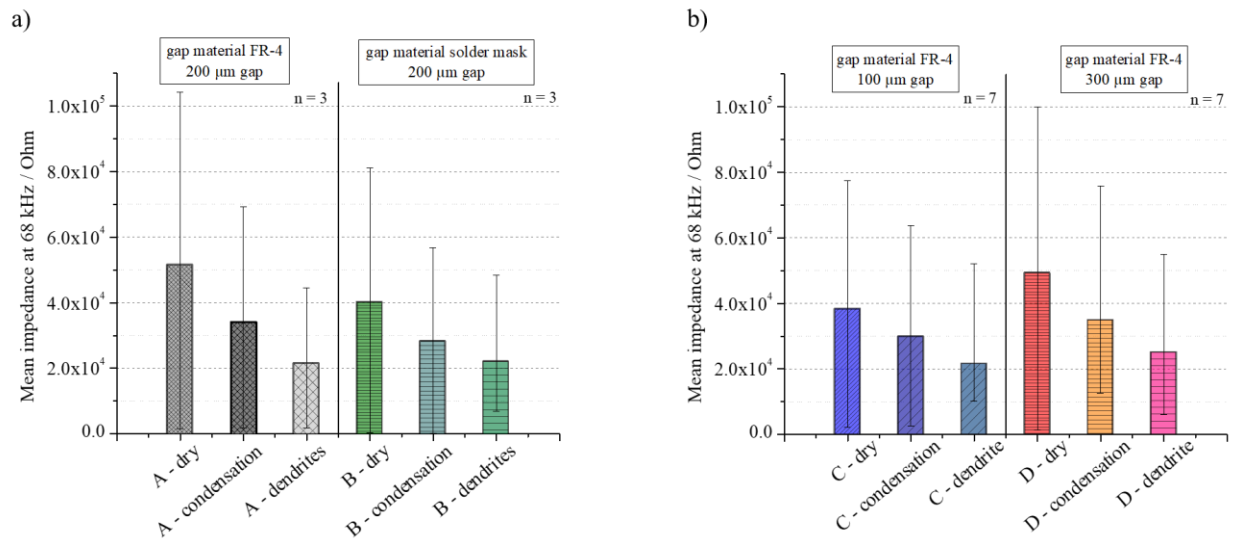 a)
gap material FR-4
200 µm gap
gap material solder mask
200 µm gap
n = 3
n = 3
Mean impedance at 68 kHz / Ohm
1.0x10⁵
8.0x10⁴
6.0x10⁴
4.0x10⁴
2.0x10⁴
0.0
A - dry
A - condensation
A - dendrites
B - dry
B - condensation
B - dendrites
b)
gap material FR-4
100 µm gap
gap material FR-4
300 µm gap
n = 7
n = 7
Mean impedance at 68 kHz / Ohm
1.0x10⁵
8.0x10⁴
6.0x10⁴
4.0x10⁴
2.0x10⁴
0.0
C - dry
C - condensation
C - dendrite
D - dry
D - condensation
D - dendrite